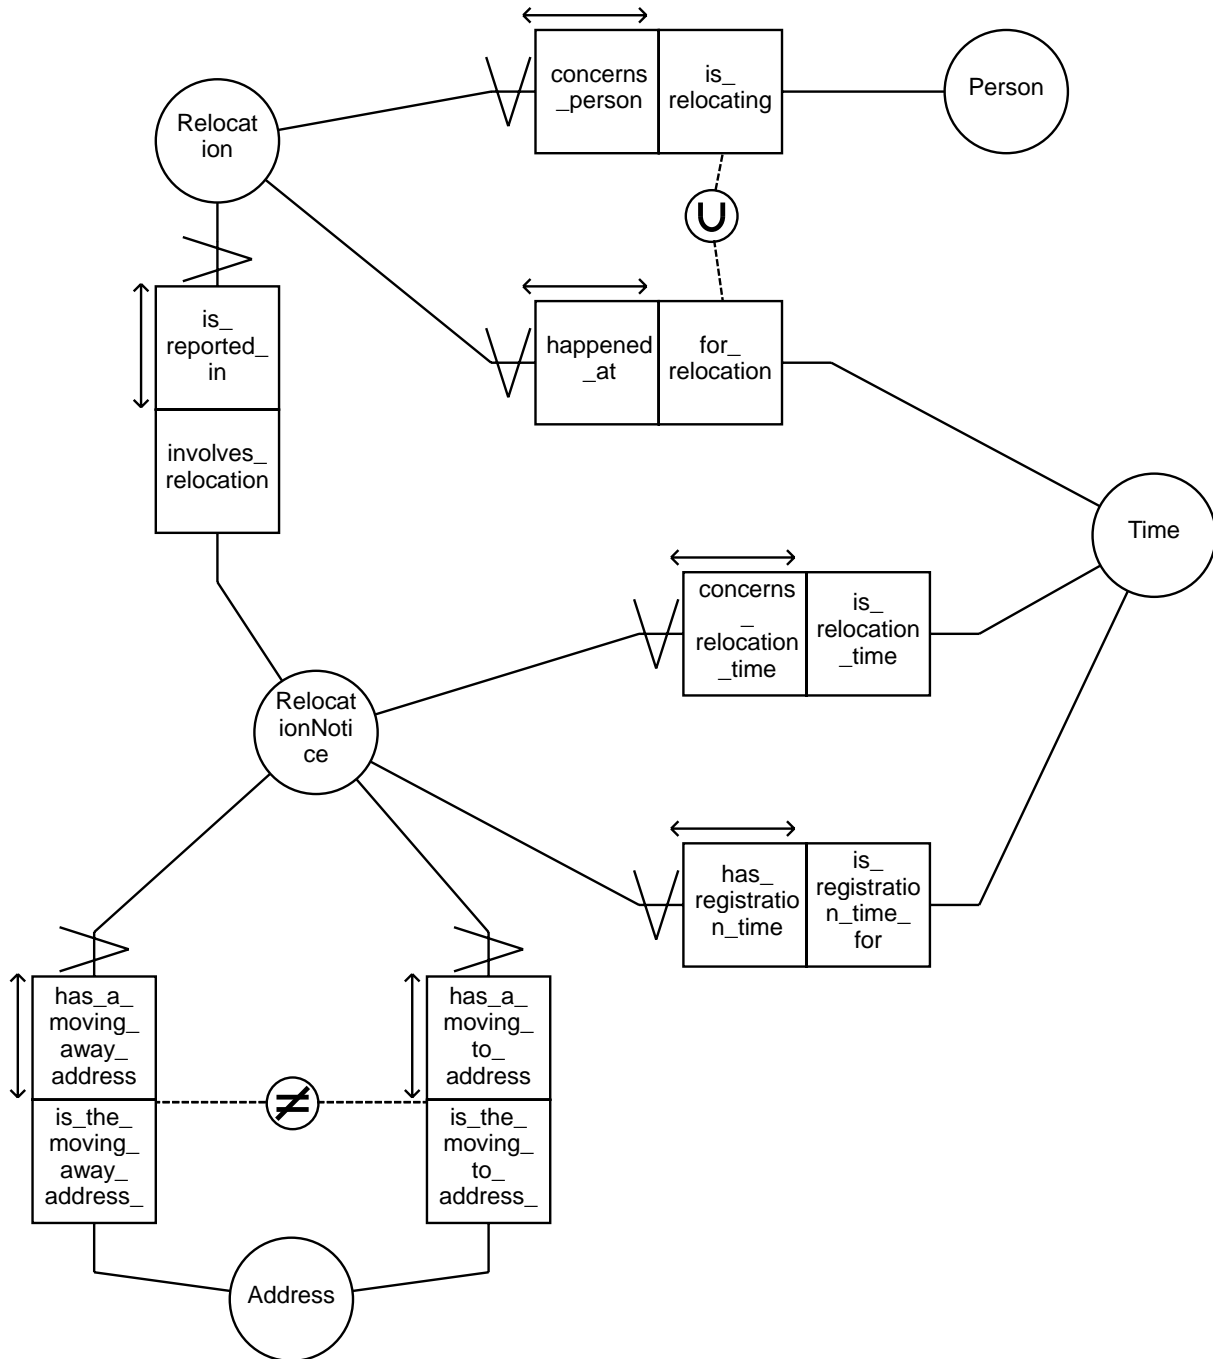 concerns
_person
is_
relocating
Person
Relocat
ion
U
is_
reported_
in
happened
_at
for_
relocation
involves_
relocation
Time
concerns
_
relocation
_time
is_
relocation
_time
Relocat
ionNoti
ce
has_
registratio
n_time
is_
registratio
n_time_
for
has_a_
moving_
away_
address
has_a_
moving_
to_
address
≠
is_the_
moving_
away_
address_
is_the_
moving_
to_
address_
Address